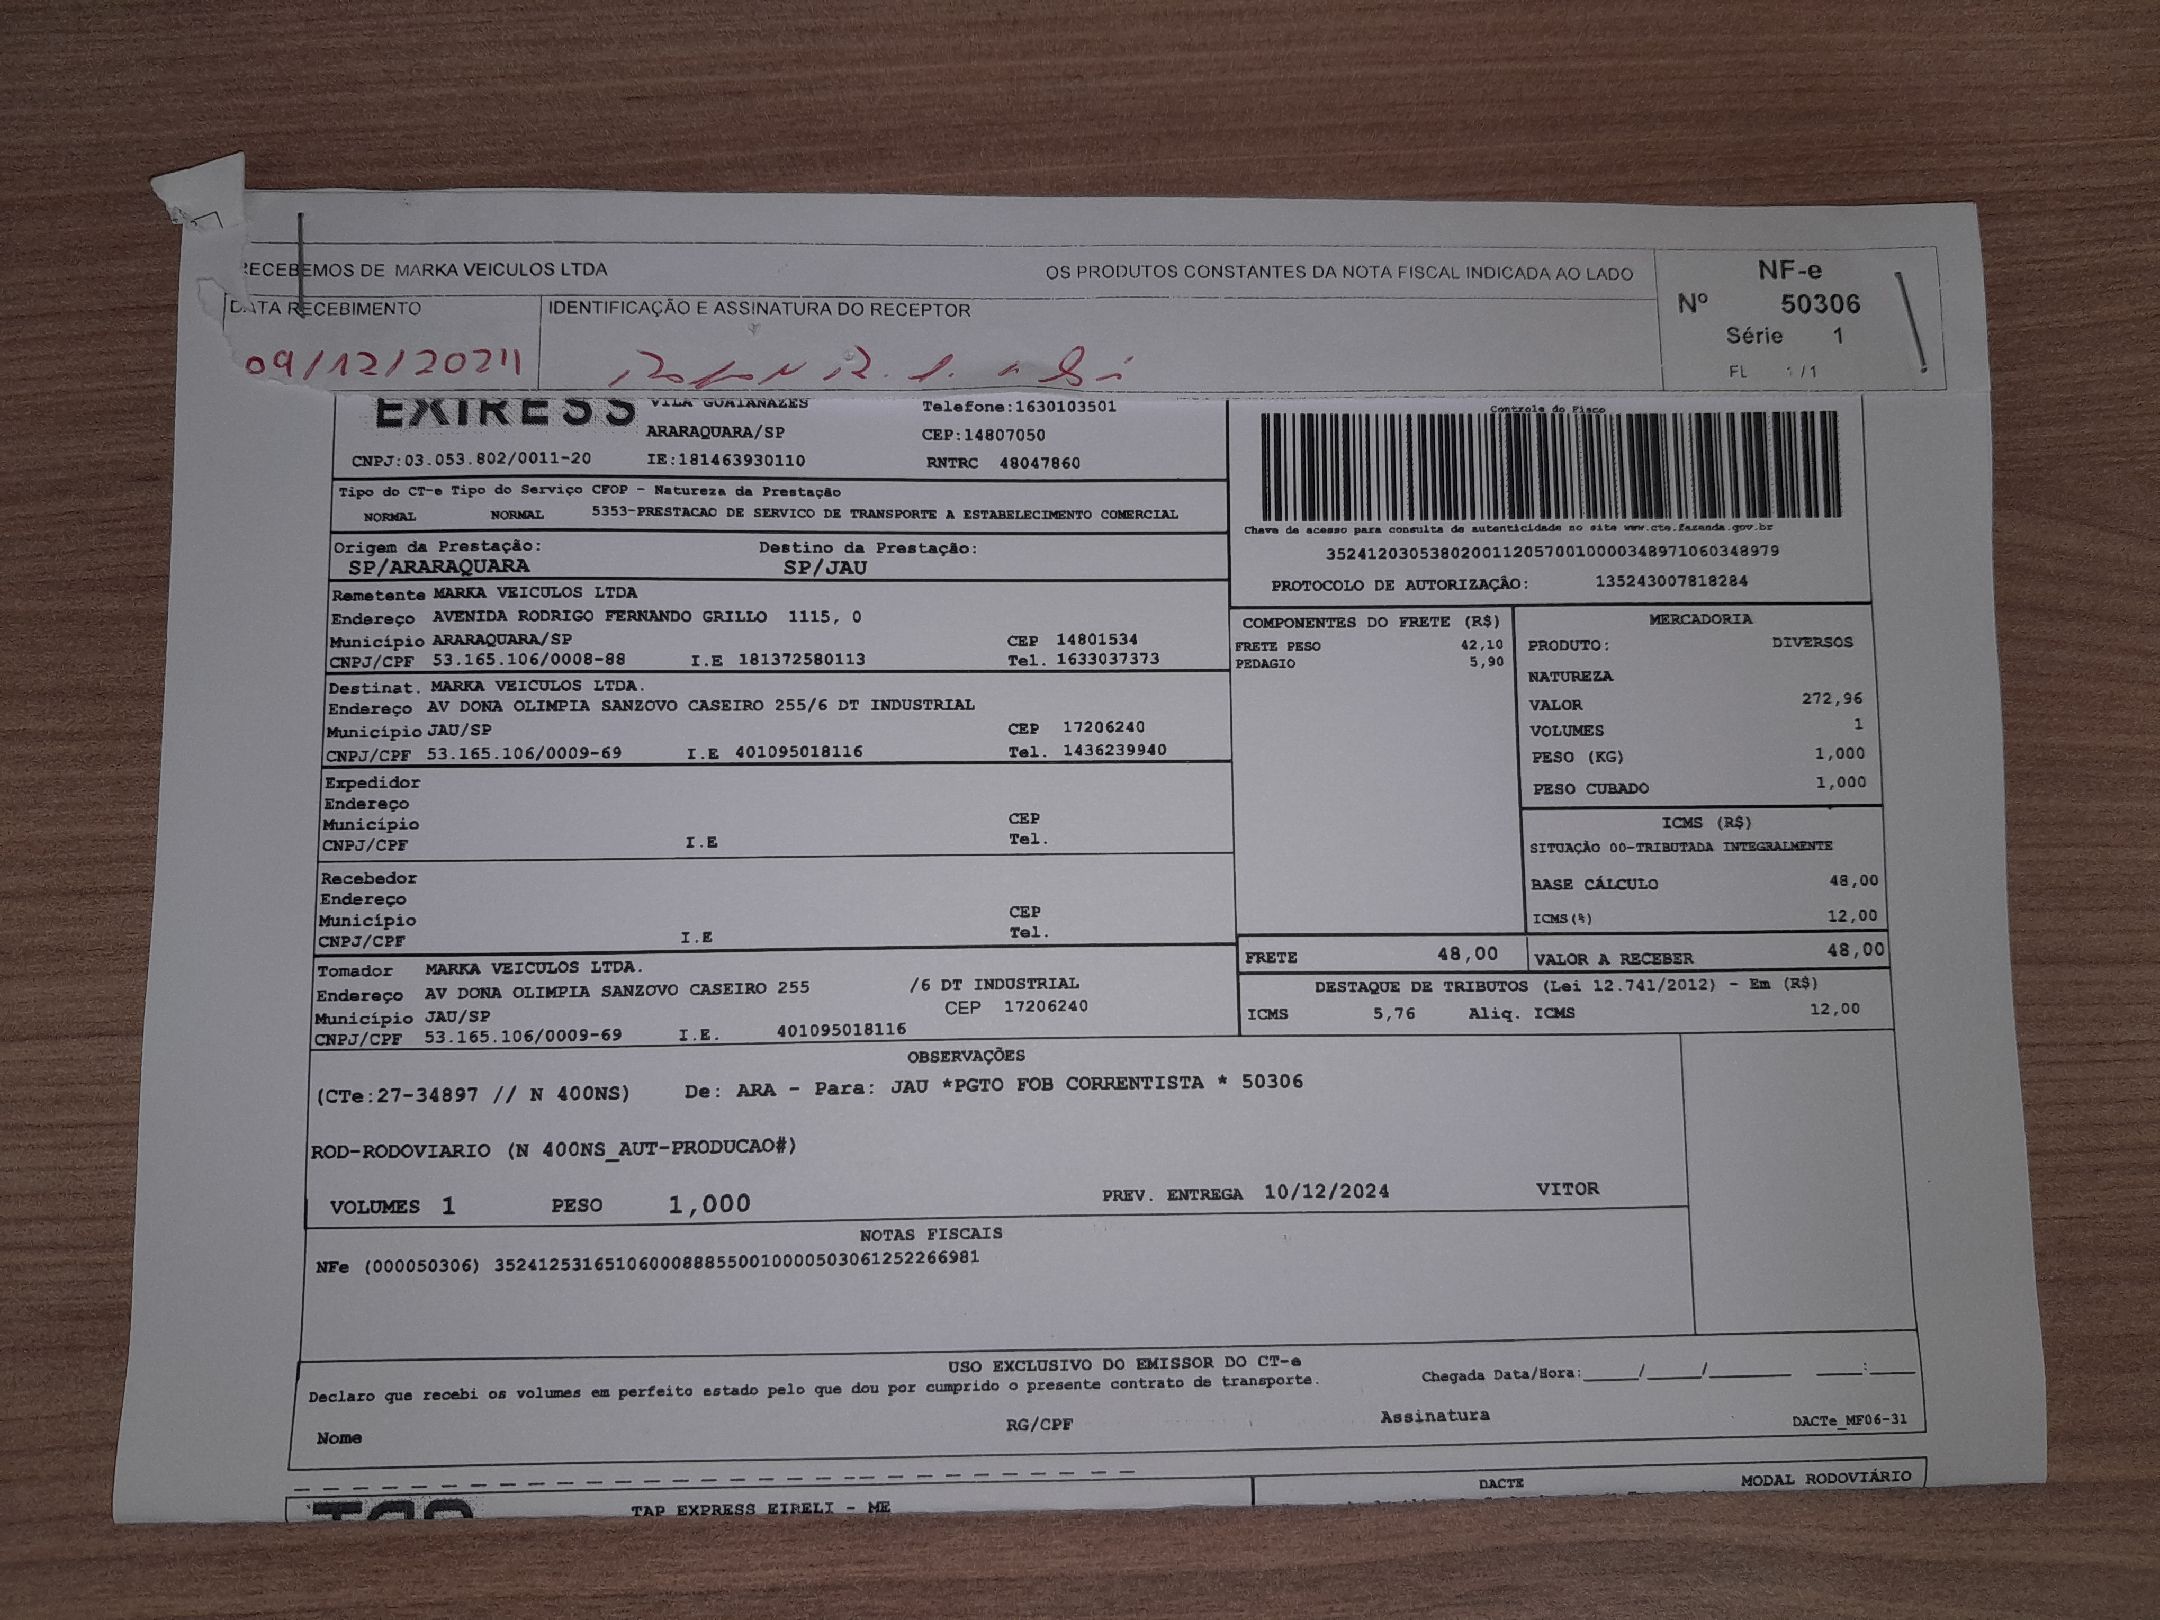 RECEBEMOS DE MARKA VEICULOS LTDA OS PRODUTOS CONSTANTES DA NOTA FISCAL INDICADA AO LADO
NF-e
Nº 50306
Série 1
FL 1/1
DATA RECEBIMENTO IDENTIFICAÇÃO E ASSINATURA DO RECEPTOR
09/12/2024
EXPRESS VILA GUAIANAZES Telefone:1630103501
ARARAQUARA/SP CEP:14807050
CNPJ:03.053.802/0011-20 IE:181463930110 RNTRC 48047860
Controle do Fisco
Chave de acesso para consulta de autenticidade no site www.cte.fazenda.gov.br
35241203053802001120570010000348971060348979
PROTOCOLO DE AUTORIZAÇÃO: 135243007818284
Tipo do CT-e Tipo do Serviço CFOP - Natureza da Prestação
NORMAL NORMAL 5353-PRESTACAO DE SERVICO DE TRANSPORTE A ESTABELECIMENTO COMERCIAL
Origem da Prestação: Destino da Prestação:
SP/ARARAQUARA SP/JAU
Remetente MARKA VEICULOS LTDA
Endereço AVENIDA RODRIGO FERNANDO GRILLO 1115, 0
Município ARARAQUARA/SP CEP 14801534
CNPJ/CPF 53.165.106/0008-88 I.E 181372580113 Tel. 1633037373
Destinat. MARKA VEICULOS LTDA.
Endereço AV DONA OLIMPIA SANZOVO CASEIRO 255/6 DT INDUSTRIAL
Município JAU/SP CEP 17206240
CNPJ/CPF 53.165.106/0009-69 I.E 401095018116 Tel. 1436239940
Expedidor
Endereço
Município CEP
CNPJ/CPF I.E Tel.
Recebedor
Endereço
Município CEP
CNPJ/CPF I.E Tel.
Tomador MARKA VEICULOS LTDA.
Endereço AV DONA OLIMPIA SANZOVO CASEIRO 255 /6 DT INDUSTRIAL
Município JAU/SP CEP 17206240
CNPJ/CPF 53.165.106/0009-69 I.E. 401095018116
COMPONENTES DO FRETE (R$)
FRETE PESO 42,10
PEDAGIO 5,90
MERCADORIA
PRODUTO: DIVERSOS
NATUREZA
VALOR 272,96
VOLUMES 1
PESO (KG) 1,000
PESO CUBADO 1,000
ICMS (R$)
SITUAÇÃO 00-TRIBUTADA INTEGRALMENTE
BASE CÁLCULO 48,00
ICMS(%) 12,00
FRETE 48,00 VALOR A RECEBER 48,00
DESTAQUE DE TRIBUTOS (Lei 12.741/2012) - Em (R$)
ICMS 5,76 Aliq. ICMS 12,00
OBSERVAÇÕES
(CTe:27-34897 // N 400NS) De: ARA - Para: JAU *PGTO FOB CORRENTISTA * 50306
ROD-RODOVIARIO (N 400NS_AUT-PRODUCAO#)
VOLUMES 1 PESO 1,000 PREV. ENTREGA 10/12/2024 VITOR
NOTAS FISCAIS
NFe (000050306) 35241253165106000888550010000503061252266981
USO EXCLUSIVO DO EMISSOR DO CT-e
Declaro que recebi os volumes em perfeito estado pelo que dou por cumprido o presente contrato de transporte. Chegada Data/Hora:____/____/______ ____:____
Nome RG/CPF Assinatura DACTe_MF06-31
TAP EXPRESS EIRELI - ME DACTE MODAL RODOVIÁRIO